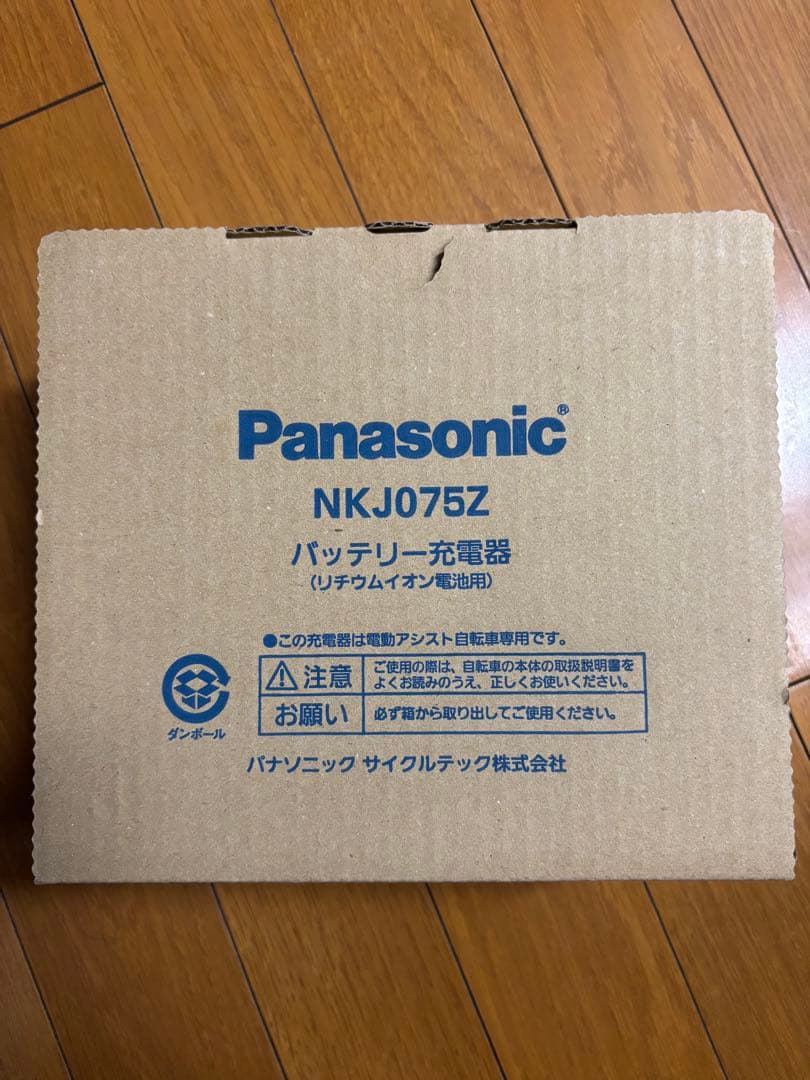 Panasonic®
NKJ075Z
バッテリー充電器
(リチウムイオン電池用)
●この充電器は電動アシスト自転車専用です。
注意
ご使用の際は、自転車の本体の取扱説明書を
よくお読みのうえ、正しくお使いください。
お願い
必ず箱から取り出してご使用ください。
ダンボール
パナソニック サイクルテック株式会社